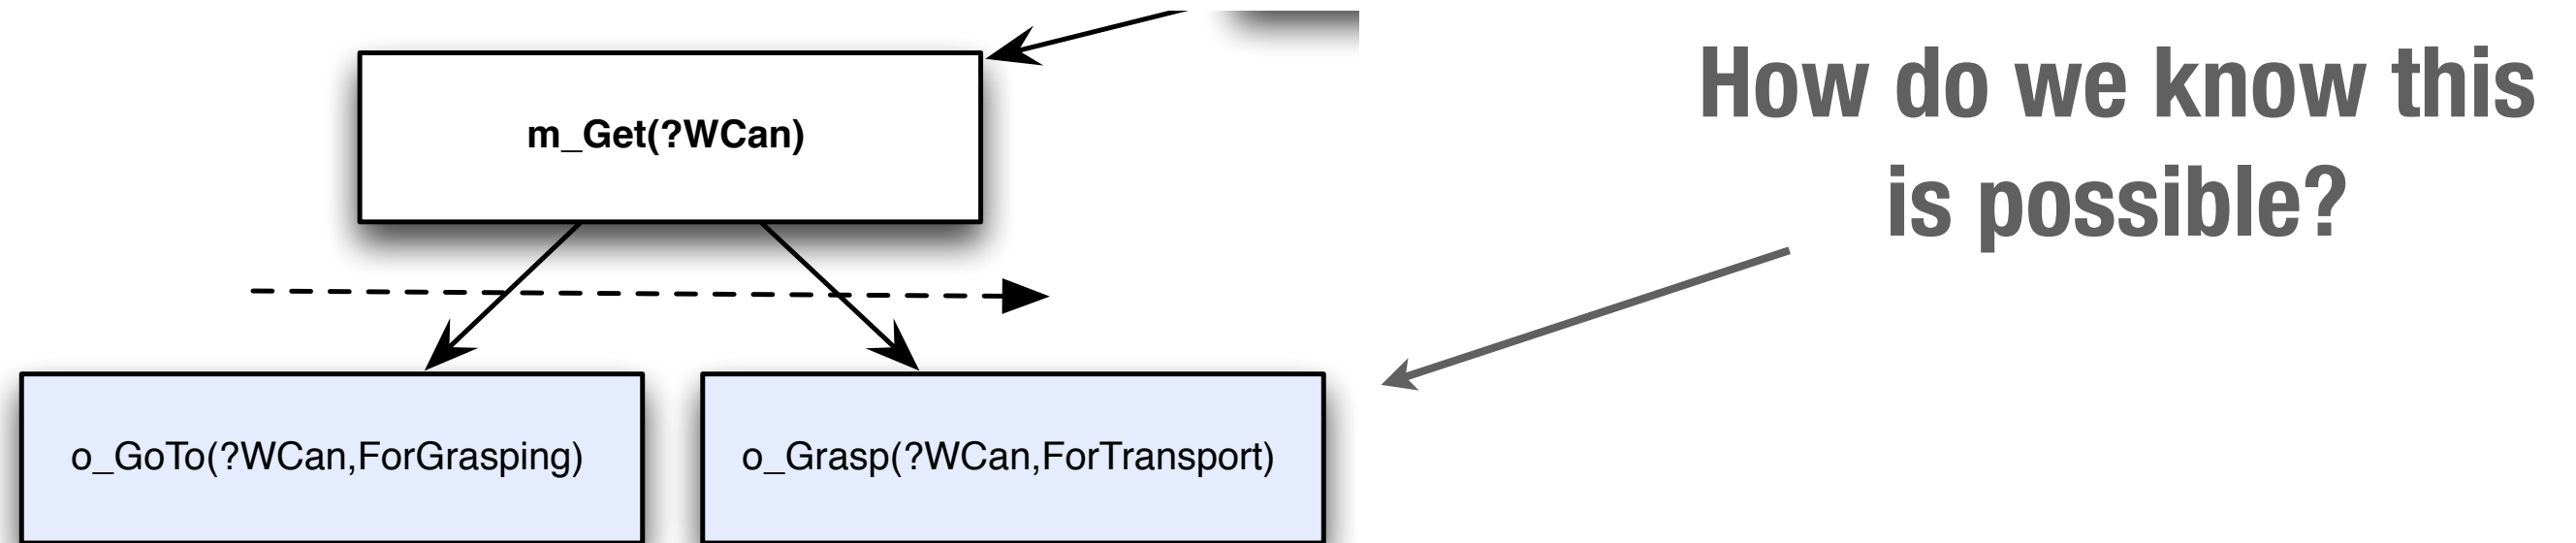 How do we know this
is possible?
m_Get(?WCan)
o_GoTo(?WCan,ForGrasping)
o_Grasp(?WCan,ForTransport)